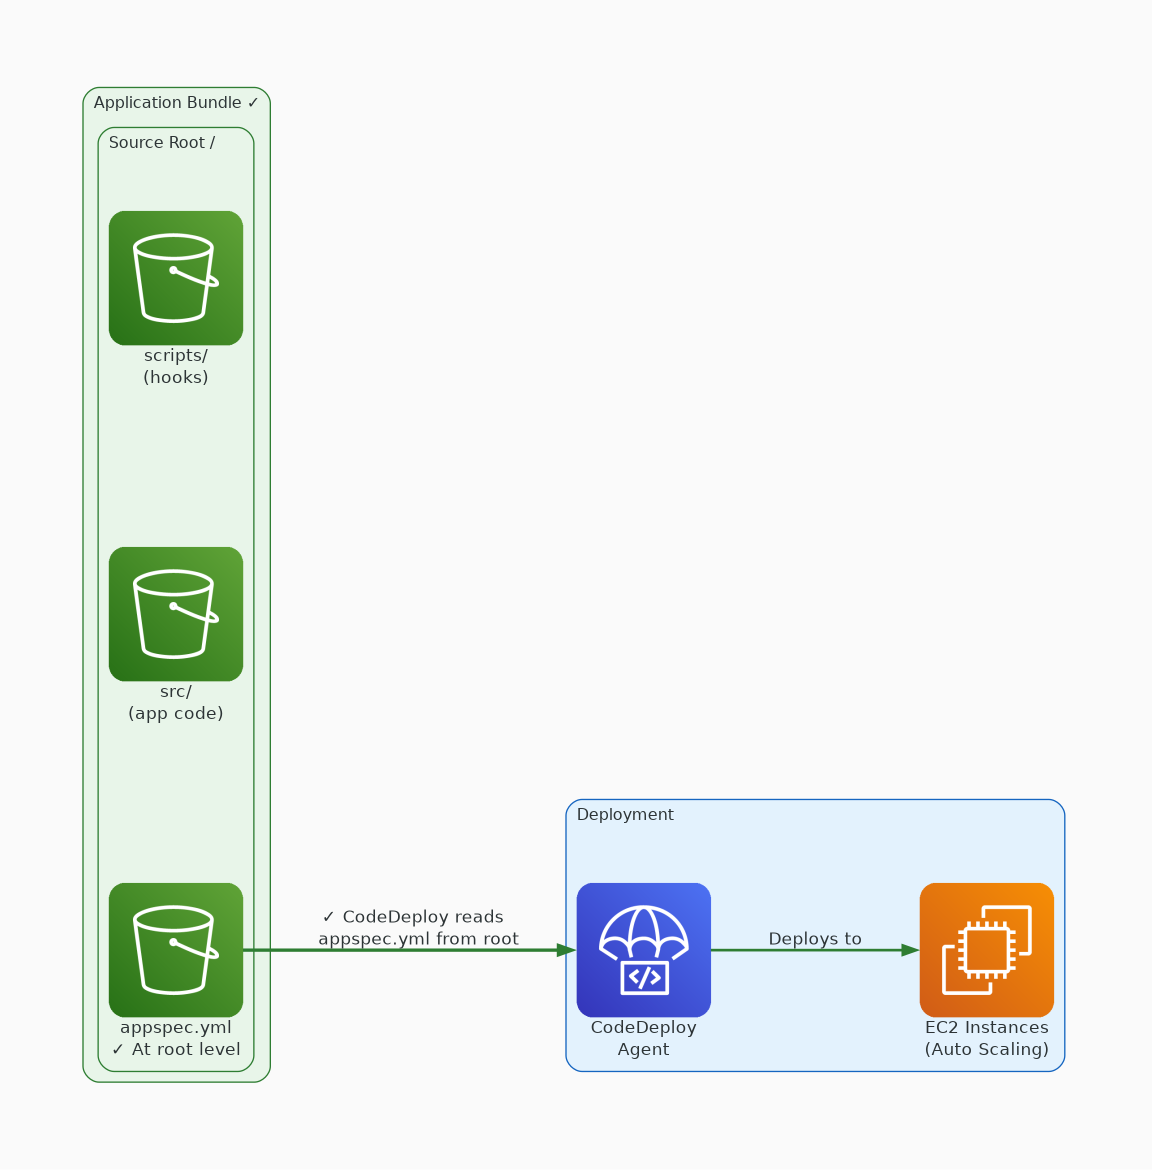 Application Bundle ✓
Source Root /
scripts/
(hooks)
src/
(app code)
appspec.yml
✓ At root level
✓ CodeDeploy reads
appspec.yml from root
Deployment
CodeDeploy
Agent
Deploys to
EC2 Instances
(Auto Scaling)